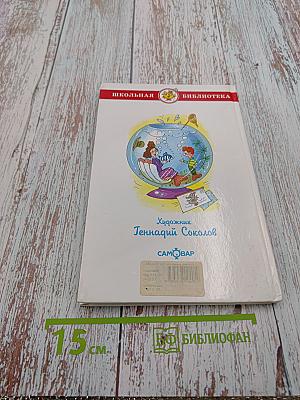 ШКОЛЬНАЯ БИБЛИОТЕКА
Художник
Геннадий Соколов
САМОВАР
15 см.
БИБЛИОФАН